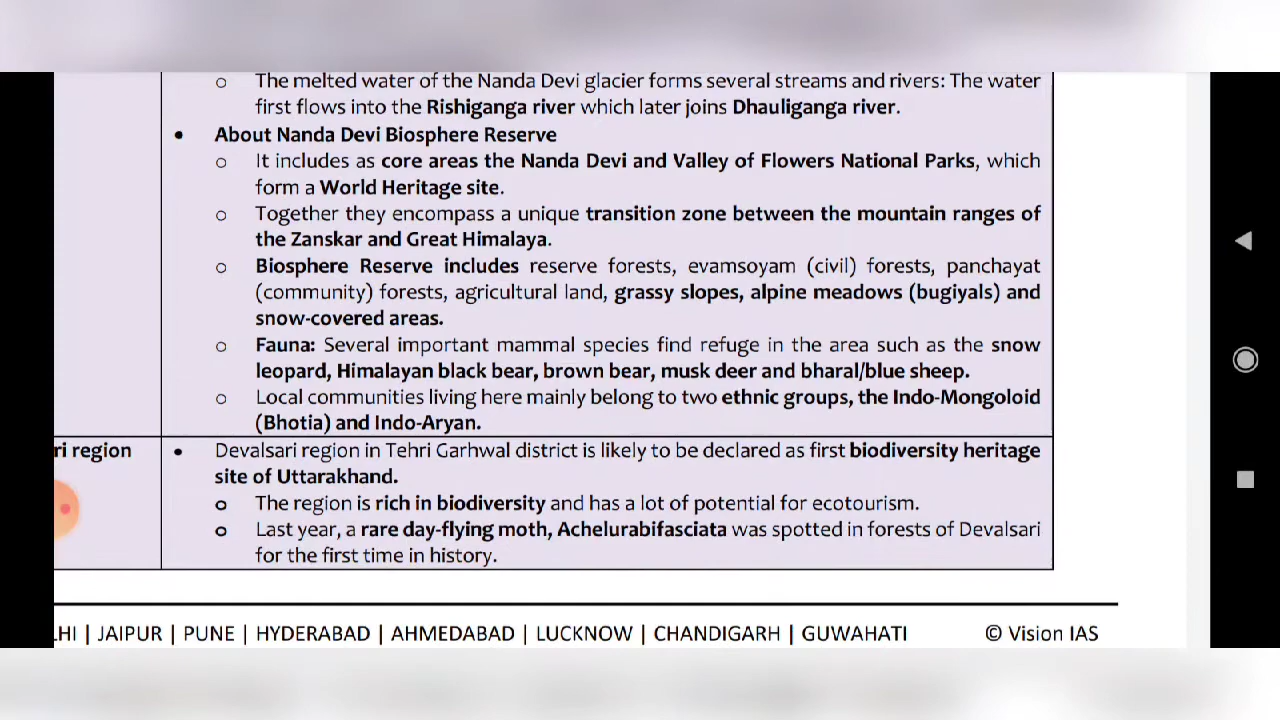 The melted water of the Nanda Devi glacier forms several streams and rivers: The water
first flows into the Rishiganga river which later joins Dhauliganga river.
About Nanda Devi Biosphere Reserve
It includes as core areas the Nanda Devi and Valley of Flowers National Parks, which
form a World Heritage site.
Together they encompass a unique transition zone between the mountain ranges of
the Zanskar and Great Himalaya.
Biosphere Reserve includes reserve forests, evamsoyam (civil) forests, panchayat
(community) forests, agricultural land, grassy slopes, alpine meadows (bugiyals) and
snow-covered areas.
Fauna: Several important mammal species find refuge in the area such as the snow
leopard, Himalayan black bear, brown bear, musk deer and bharal/blue sheep.
Local communities living here mainly belong to two ethnic groups, the Indo-Mongoloid
(Bhotia) and Indo-Aryan.
ri region
Devalsari region in Tehri Garhwal district is likely to be declared as first biodiversity heritage
site of Uttarakhand.
The region is rich in biodiversity and has a lot of potential for ecotourism.
Last year, a rare day-flying moth, Achelurabifasciata was spotted in forests of Devalsari
for the first time in history.
LHI | JAIPUR | PUNE | HYDERABAD | AHMEDABAD | LUCKNOW | CHANDIGARH | GUWAHATI © Vision IAS